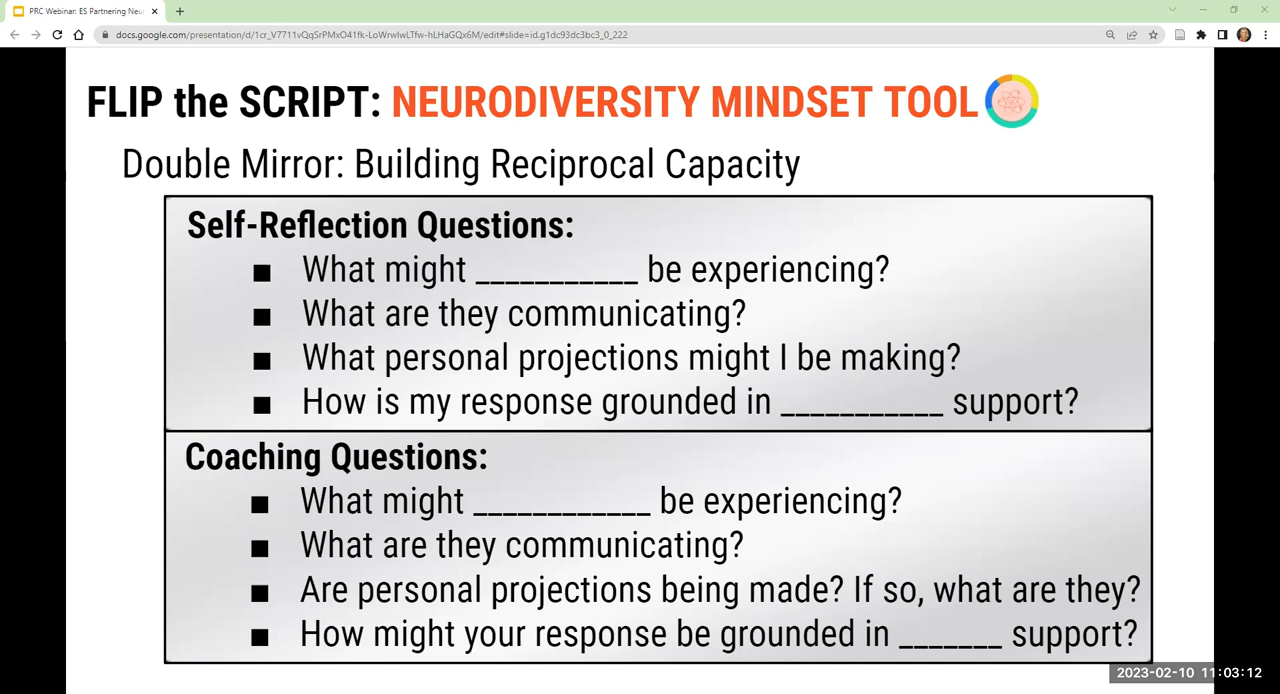 PRC Webinar: ES Partnering Neu
docs.google.com/presentation/d/1cr_V7711vQqSrPMxO41fk-LoWrwIwLTfw-hLHaGQx6M/edit#slide=id.g1dc93dc3bc3_0_222
FLIP the SCRIPT: NEURODIVERSITY MINDSET TOOL
Double Mirror: Building Reciprocal Capacity
Self-Reflection Questions:
■ What might ___________ be experiencing?
■ What are they communicating?
■ What personal projections might I be making?
■ How is my response grounded in ___________ support?
Coaching Questions:
■ What might ____________ be experiencing?
■ What are they communicating?
■ Are personal projections being made? If so, what are they?
■ How might your response be grounded in _______ support?
2023-02-10 11:03:12